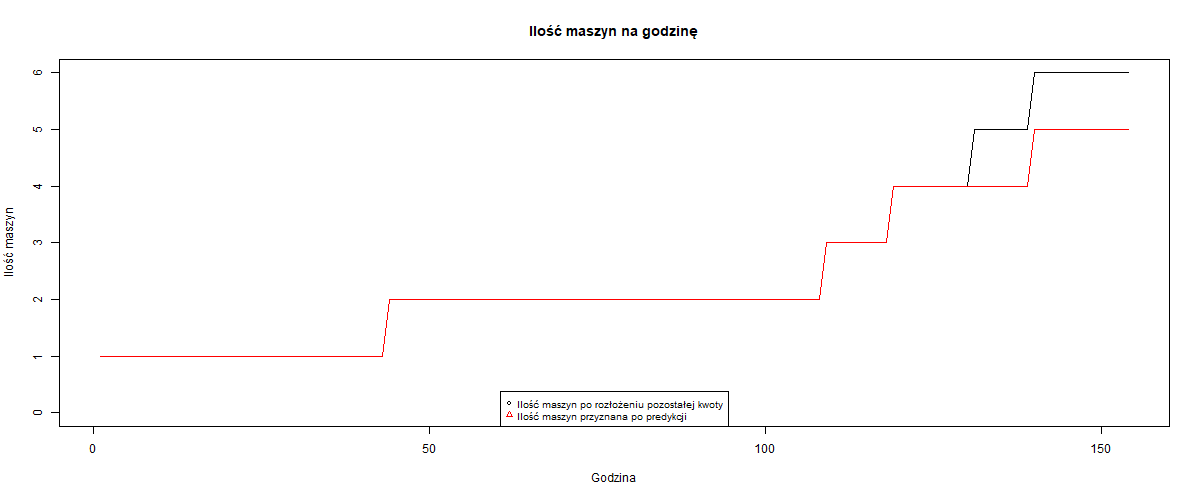 Ilość maszyn na godzinę
Ilość maszyn
6
5
4
3
2
1
0
Ilość maszyn po rozłożeniu pozostałej kwoty
Ilość maszyn przyznana po predykcji
0 50 100 150
Godzina